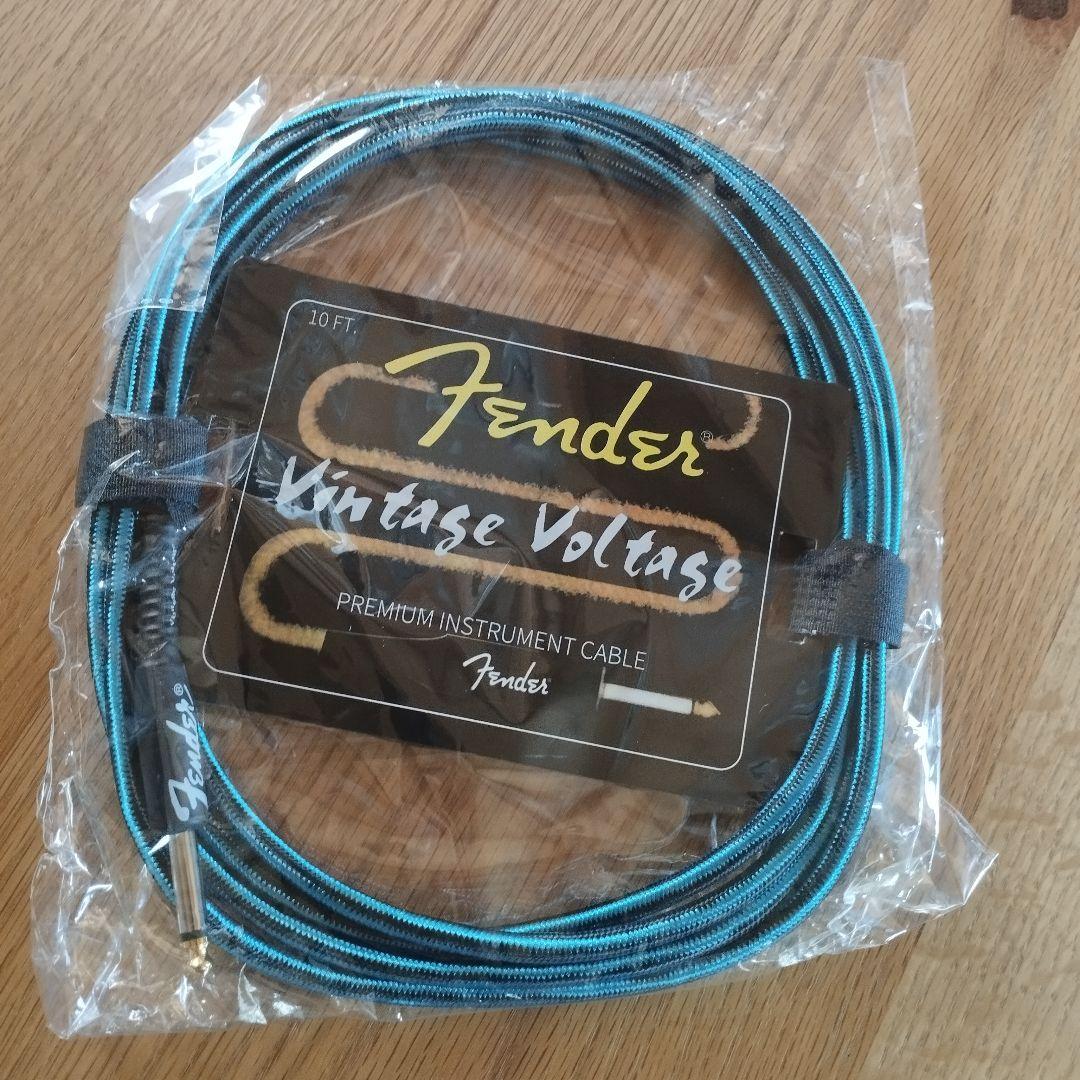 10 FT.
Fender®
Vintage Voltage
PREMIUM INSTRUMENT CABLE
Fender®
Fender®